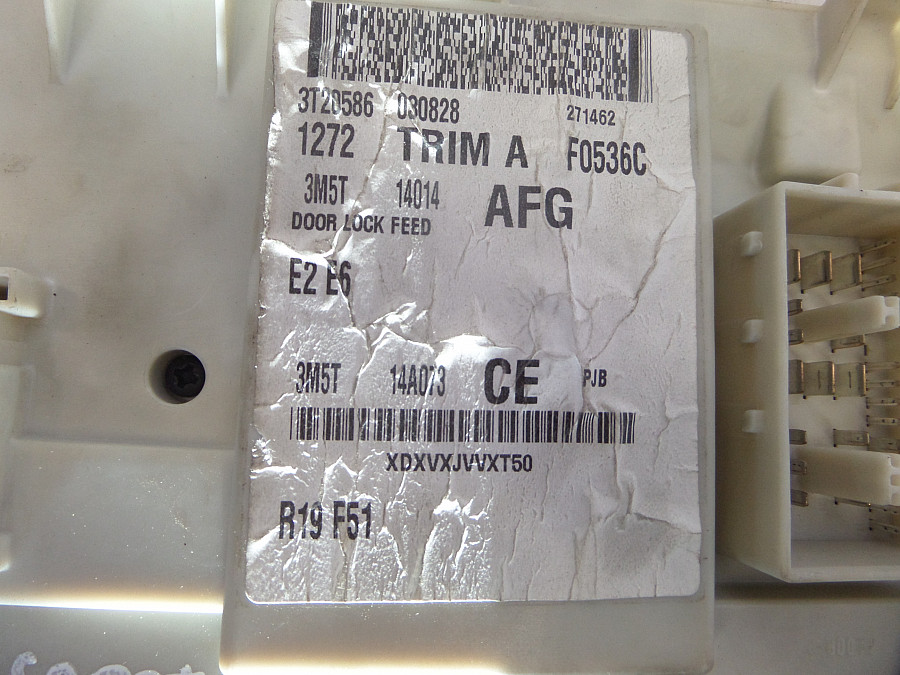 3T20586 030828 271462
1272 TRIM A F0536C
3M5T 14014 AFG
DOOR LOCK FEED
E2 E6
3M5T 14A073 CE PJB
XDXVXJVVXT50
R19 F51